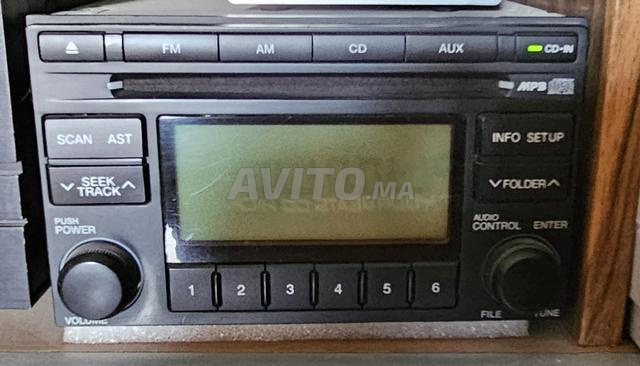 FM AM CD AUX CD-IN
MP3
SCAN AST
SEEK
TRACK
INFO SETUP
FOLDER
AVITO.MA
PUSH
POWER
AUDIO
CONTROL ENTER
1 2 3 4 5 6
VOLUME
FILE TUNE